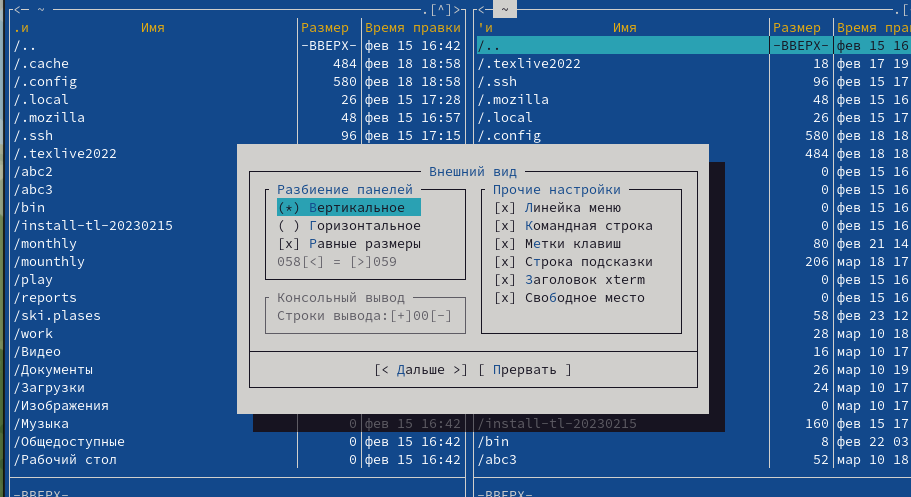 <— ~ .[^]> <— ~ .[
.и Имя Размер Время правки 'и Имя Размер Время прав
/.. -ВВЕРХ- фев 15 16:42 /.. -ВВЕРХ- фев 15 16
/.cache 484 фев 18 18:58 /.texlive2022 18 фев 17 19
/.config 580 фев 18 18:58 /.ssh 96 фев 15 17
/.local 26 фев 15 17:28 /.mozilla 48 фев 15 16
/.mozilla 48 фев 15 16:57 /.local 26 фев 15 17
/.ssh 96 фев 15 17:15 /.config 580 фев 18 18
/.texlive2022 484 фев 18 18
/abc2 Внешний вид 0 фев 15 16
/abc3 Разбиение панелей Прочие настройки 0 фев 15 16
/bin (*) Вертикальное [x] Линейка меню 0 фев 15 16
/install-tl-20230215 ( ) Горизонтальное [x] Командная строка 0 фев 15 16
/monthly [x] Равные размеры [x] Метки клавиш 80 фев 21 14
/mounthly 058[<] = [>]059 [x] Строка подсказки 206 мар 18 17
/play [x] Заголовок xterm 0 фев 15 16
/reports Консольный вывод [x] Свободное место 0 фев 15 16
/ski.plases Строки вывода:[+]00[-] 58 фев 23 12
/work 28 мар 10 18
/Видео 16 мар 10 17
/Документы [< Дальше >] [ Прервать ] 26 мар 10 19
/Загрузки 24 мар 10 17
/Изображения 0 мар 10 17
/Музыка 0 фев 15 16:42 /install-tl-20230215 160 фев 15 17
/Общедоступные 0 фев 15 16:42 /bin 8 фев 22 03
/Рабочий стол 0 фев 15 16:42 /abc3 52 мар 10 18
-ВВЕРХ- -ВВЕРХ-